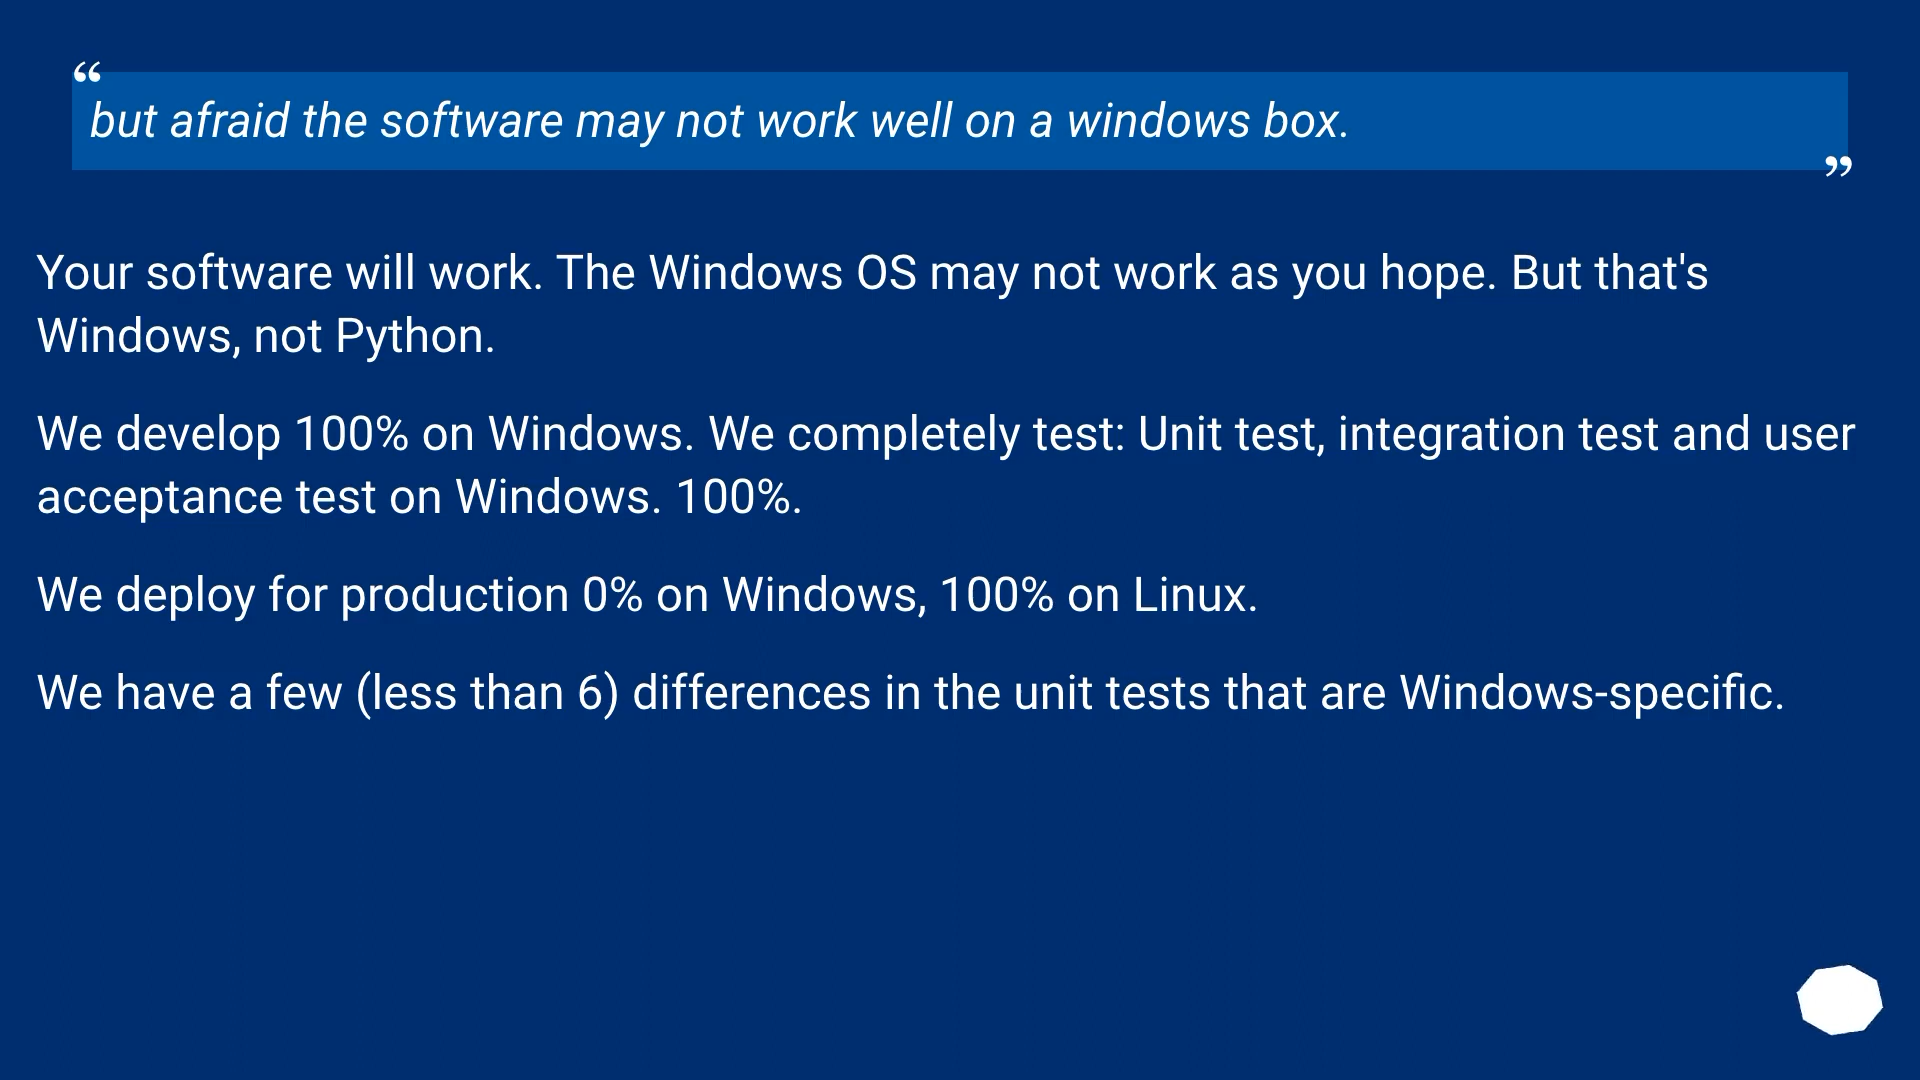 “
but afraid the software may not work well on a windows box.
”
Your software will work. The Windows OS may not work as you hope. But that's
Windows, not Python.
We develop 100% on Windows. We completely test: Unit test, integration test and user
acceptance test on Windows. 100%.
We deploy for production 0% on Windows, 100% on Linux.
We have a few (less than 6) differences in the unit tests that are Windows-specific.